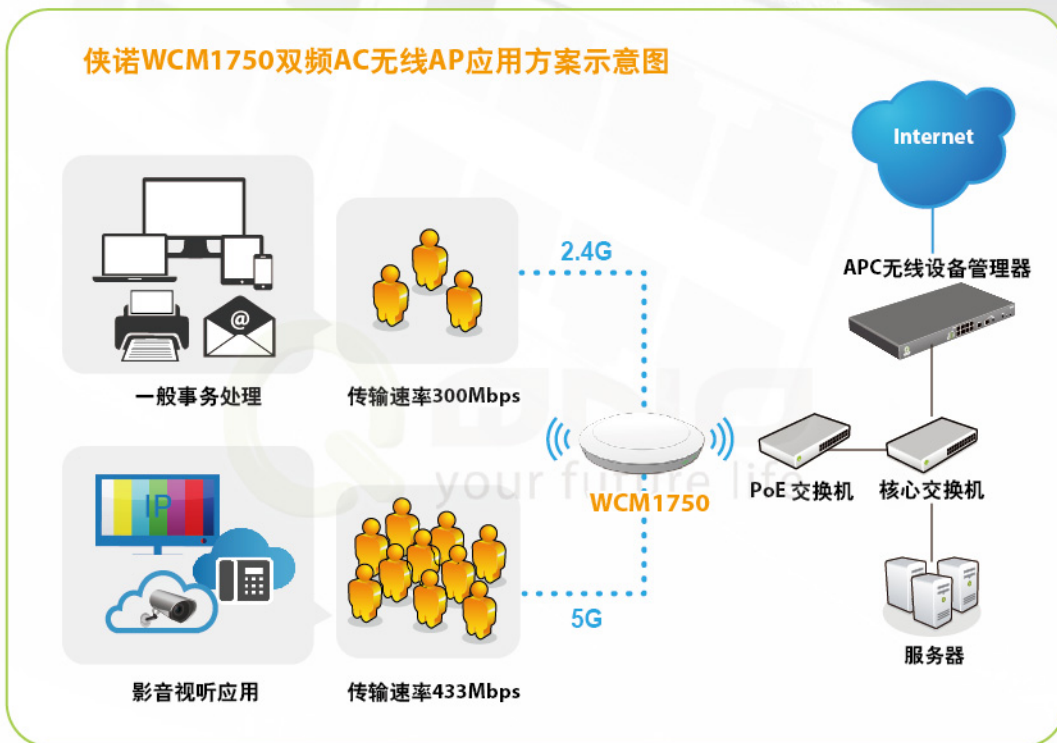 侠诺WCM1750双频AC无线AP应用方案示意图
Internet
APC无线设备管理器
2.4G
@
一般事务处理
传输速率300Mbps
QNO
your future life
WCM1750
PoE 交换机
核心交换机
IP
5G
服务器
影音视听应用
传输速率433Mbps